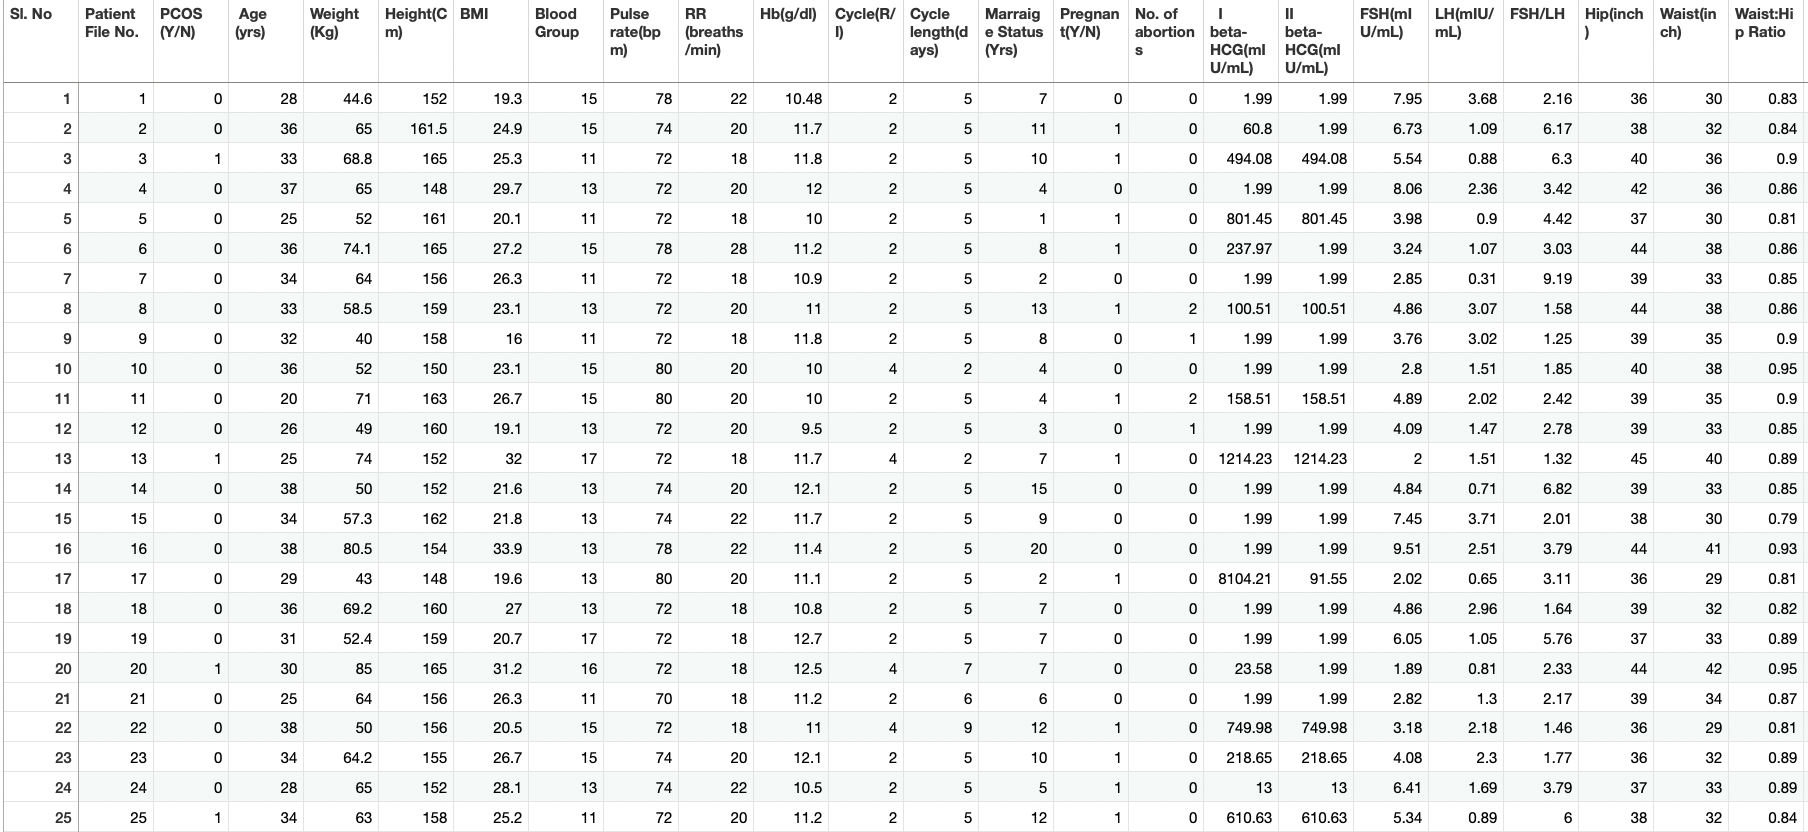 Sl. No Patient File No. PCOS (Y/N) Age (yrs) Weight (Kg) Height(Cm) BMI Blood Group Pulse rate(bpm) RR (breaths/min) Hb(g/dl) Cycle(R/I) Cycle length(days) Marraige Status (Yrs) Pregnant(Y/N) No. of abortions I beta-HCG(mIU/mL) II beta-HCG(mIU/mL) FSH(mIU/mL) LH(mIU/mL) FSH/LH Hip(inch) Waist(inch) Waist:Hip Ratio
1 1 0 28 44.6 152 19.3 15 78 22 10.48 2 5 7 0 0 1.99 1.99 7.95 3.68 2.16 36 30 0.83
2 2 0 36 65 161.5 24.9 15 74 20 11.7 2 5 11 1 0 60.8 1.99 6.73 1.09 6.17 38 32 0.84
3 3 1 33 68.8 165 25.3 11 72 18 11.8 2 5 10 1 0 494.08 494.08 5.54 0.88 6.3 40 36 0.9
4 4 0 37 65 148 29.7 13 72 20 12 2 5 4 0 0 1.99 1.99 8.06 2.36 3.42 42 36 0.86
5 5 0 25 52 161 20.1 11 72 18 10 2 5 1 1 0 801.45 801.45 3.98 0.9 4.42 37 30 0.81
6 6 0 36 74.1 165 27.2 15 78 28 11.2 2 5 8 1 0 237.97 1.99 3.24 1.07 3.03 44 38 0.86
7 7 0 34 64 156 26.3 11 72 18 10.9 2 5 2 0 0 1.99 1.99 2.85 0.31 9.19 39 33 0.85
8 8 0 33 58.5 159 23.1 13 72 20 11 2 5 13 1 2 100.51 100.51 4.86 3.07 1.58 44 38 0.86
9 9 0 32 40 158 16 11 72 18 11.8 2 5 8 0 1 1.99 1.99 3.76 3.02 1.25 39 35 0.9
10 10 0 36 52 150 23.1 15 80 20 10 4 2 4 0 0 1.99 1.99 2.8 1.51 1.85 40 38 0.95
11 11 0 20 71 163 26.7 15 80 20 10 2 5 4 1 2 158.51 158.51 4.89 2.02 2.42 39 35 0.9
12 12 0 26 49 160 19.1 13 72 20 9.5 2 5 3 0 1 1.99 1.99 4.09 1.47 2.78 39 33 0.85
13 13 1 25 74 152 32 17 72 18 11.7 4 2 7 1 0 1214.23 1214.23 2 1.51 1.32 45 40 0.89
14 14 0 38 50 152 21.6 13 74 20 12.1 2 5 15 0 0 1.99 1.99 4.84 0.71 6.82 39 33 0.85
15 15 0 34 57.3 162 21.8 13 74 22 11.7 2 5 9 0 0 1.99 1.99 7.45 3.71 2.01 38 30 0.79
16 16 0 38 80.5 154 33.9 13 78 22 11.4 2 5 20 0 0 1.99 1.99 9.51 2.51 3.79 44 41 0.93
17 17 0 29 43 148 19.6 13 80 20 11.1 2 5 2 1 0 8104.21 91.55 2.02 0.65 3.11 36 29 0.81
18 18 0 36 69.2 160 27 13 72 18 10.8 2 5 7 0 0 1.99 1.99 4.86 2.96 1.64 39 32 0.82
19 19 0 31 52.4 159 20.7 17 72 18 12.7 2 5 7 0 0 1.99 1.99 6.05 1.05 5.76 37 33 0.89
20 20 1 30 85 165 31.2 16 72 18 12.5 4 7 7 0 0 23.58 1.99 1.89 0.81 2.33 44 42 0.95
21 21 0 25 64 156 26.3 11 70 18 11.2 2 6 6 0 0 1.99 1.99 2.82 1.3 2.17 39 34 0.87
22 22 0 38 50 156 20.5 15 72 18 11 4 9 12 1 0 749.98 749.98 3.18 2.18 1.46 36 29 0.81
23 23 0 34 64.2 155 26.7 15 74 20 12.1 2 5 10 1 0 218.65 218.65 4.08 2.3 1.77 36 32 0.89
24 24 0 28 65 152 28.1 13 74 22 10.5 2 5 5 1 0 13 13 6.41 1.69 3.79 37 33 0.89
25 25 1 34 63 158 25.2 11 72 20 11.2 2 5 12 1 0 610.63 610.63 5.34 0.89 6 38 32 0.84